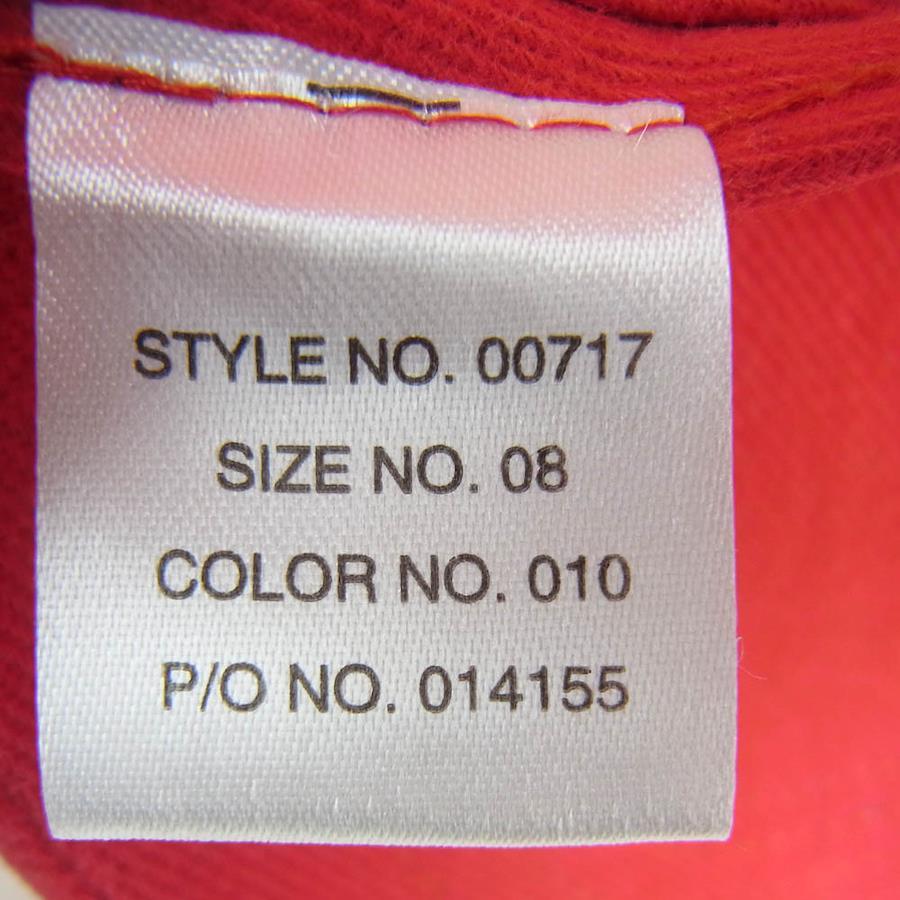 STYLE NO. 00717
SIZE NO. 08
COLOR NO. 010
P/O NO. 014155